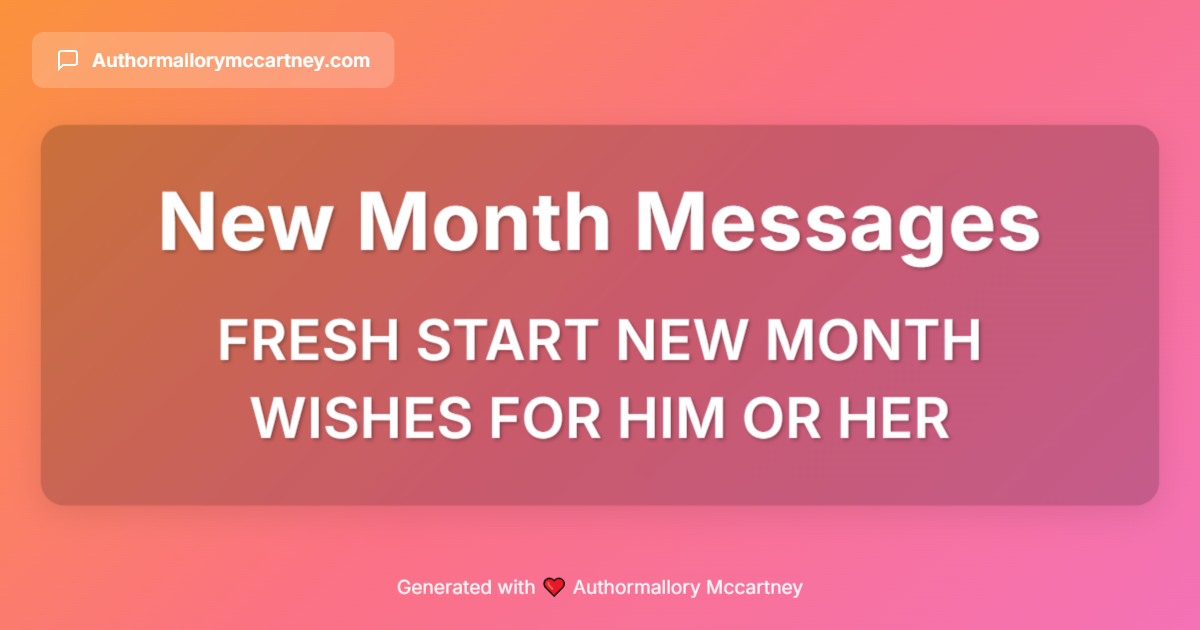 Authormallorymccartney.com
New Month Messages
FRESH START NEW MONTH
WISHES FOR HIM OR HER
Generated with ❤️ Authormallory Mccartney